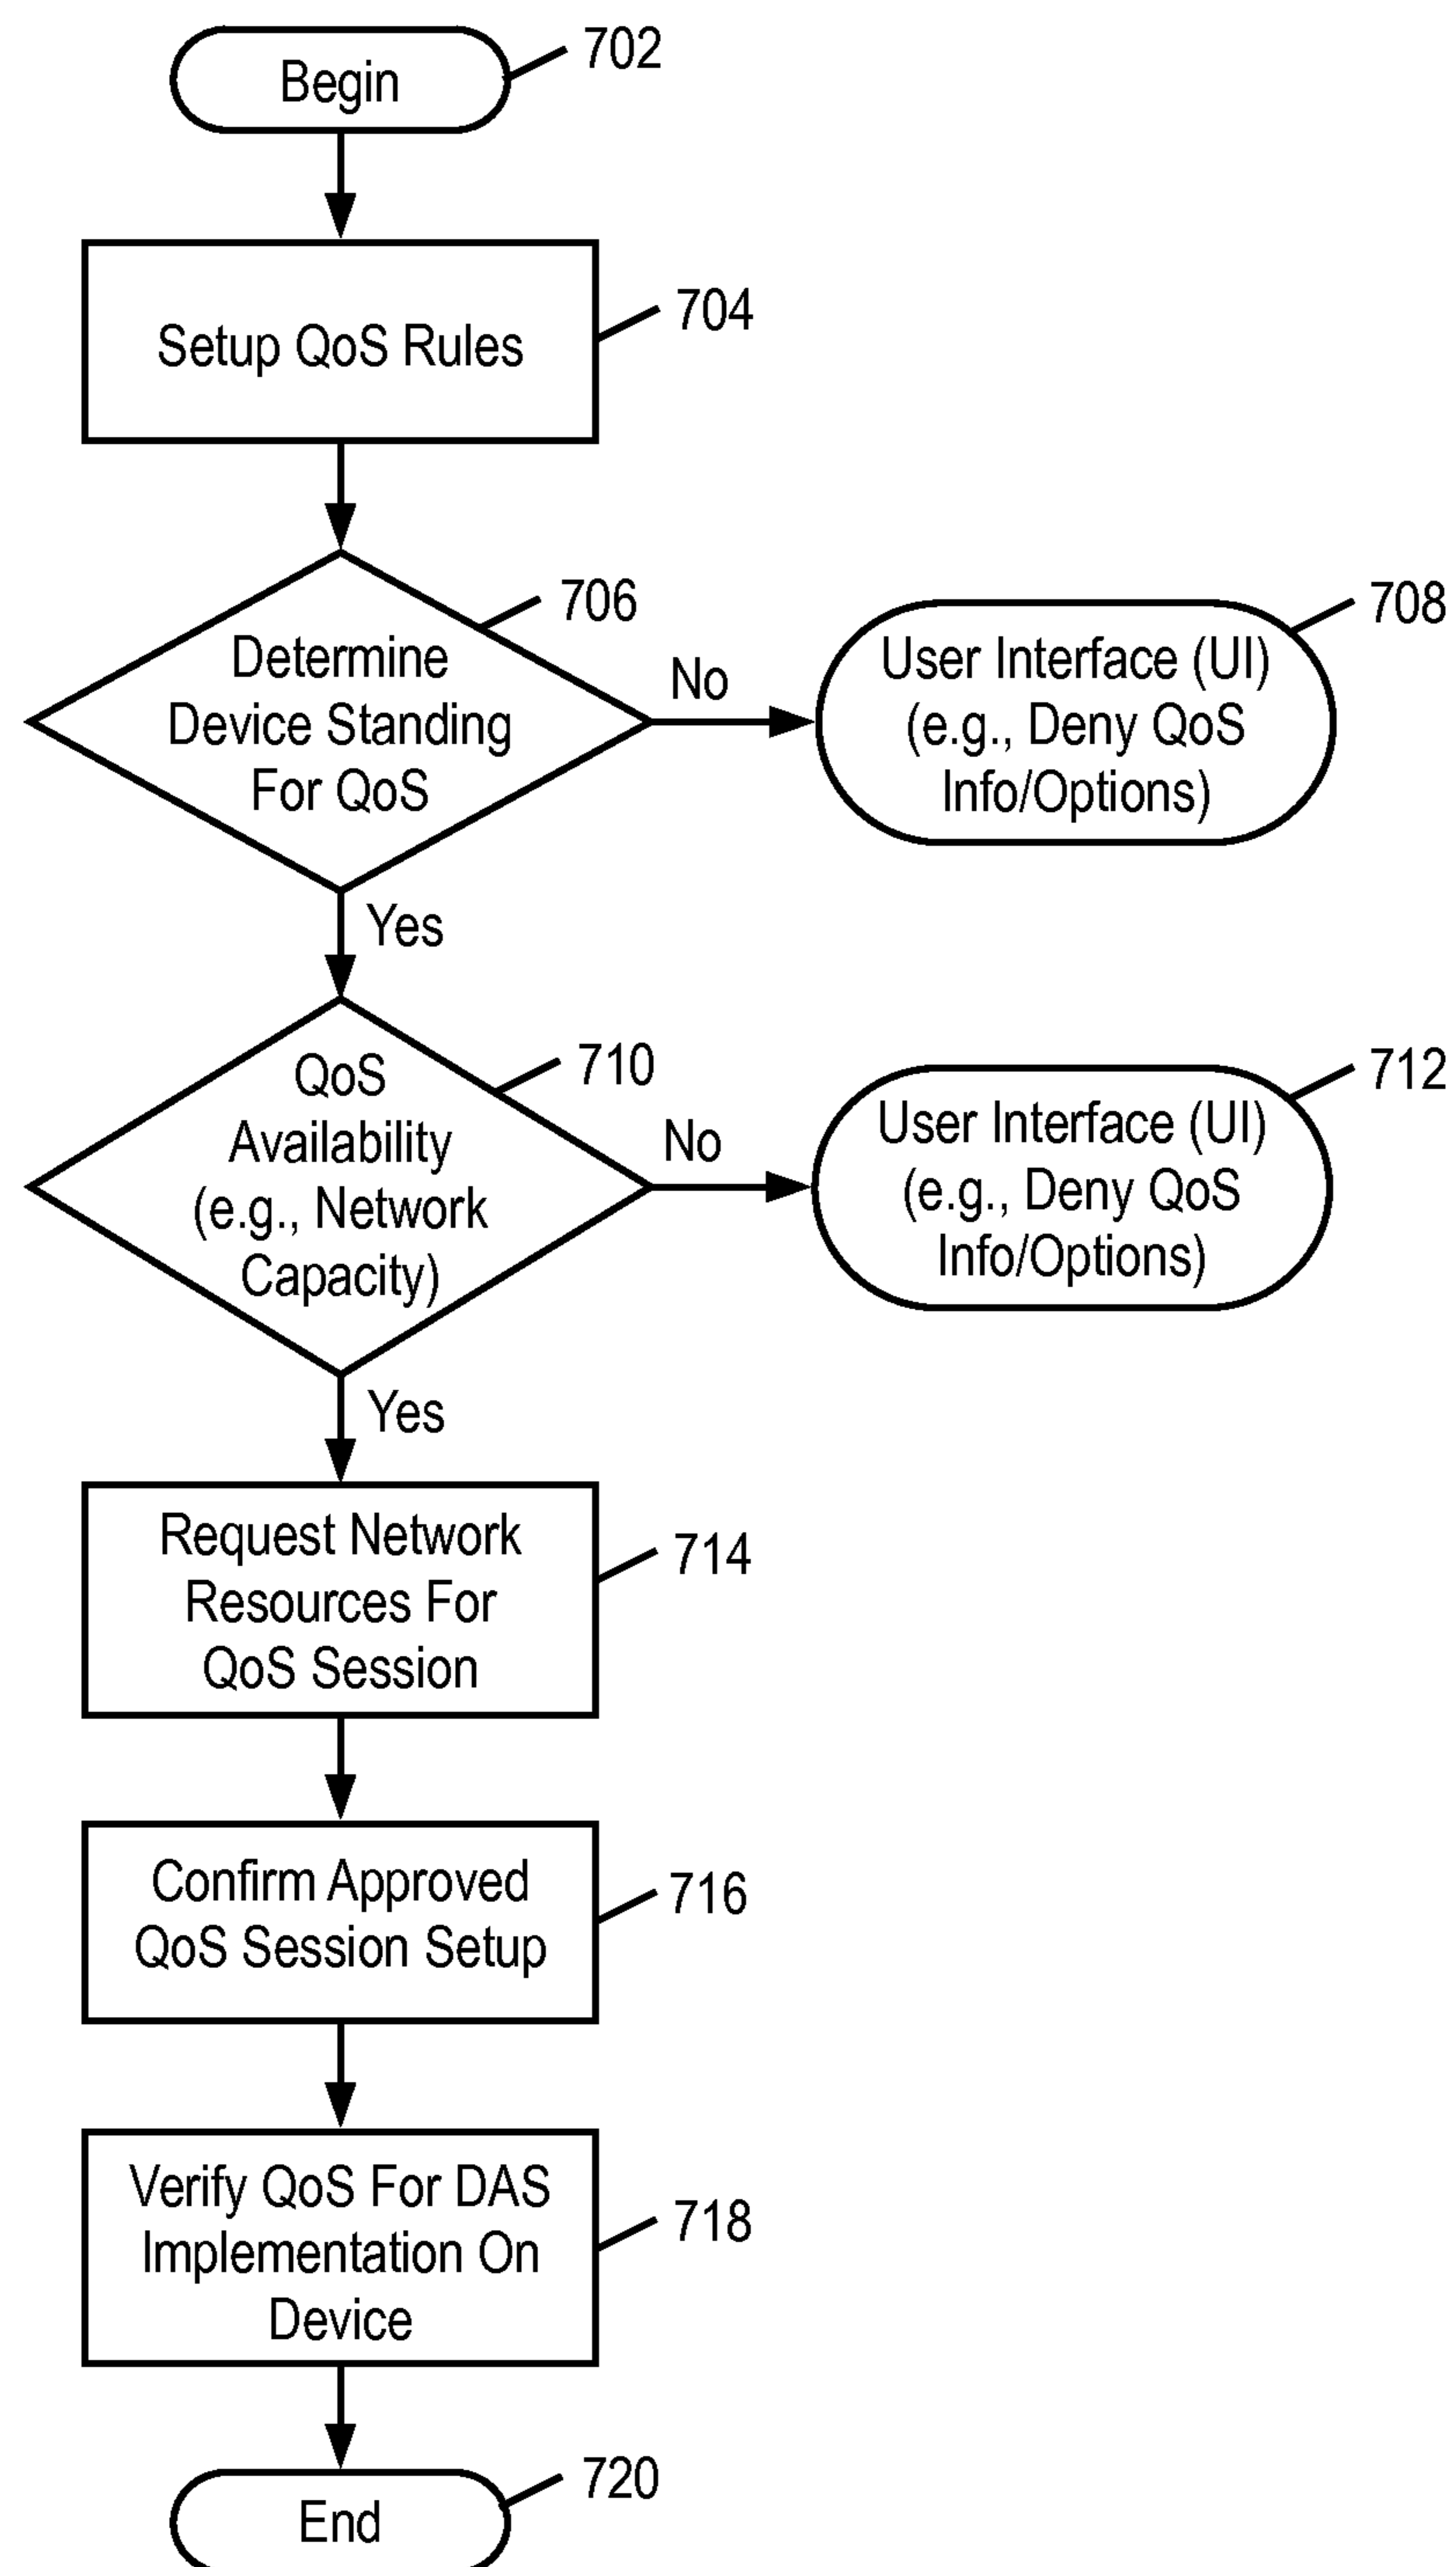 Begin
702
Setup QoS Rules
704
Determine
Device Standing
For QoS
706
No
User Interface (UI)
(e.g., Deny QoS
Info/Options)
708
Yes
QoS
Availability
(e.g., Network
Capacity)
710
No
User Interface (UI)
(e.g., Deny QoS
Info/Options)
712
Yes
Request Network
Resources For
QoS Session
714
Confirm Approved
QoS Session Setup
716
Verify QoS For DAS
Implementation On
Device
718
End
720